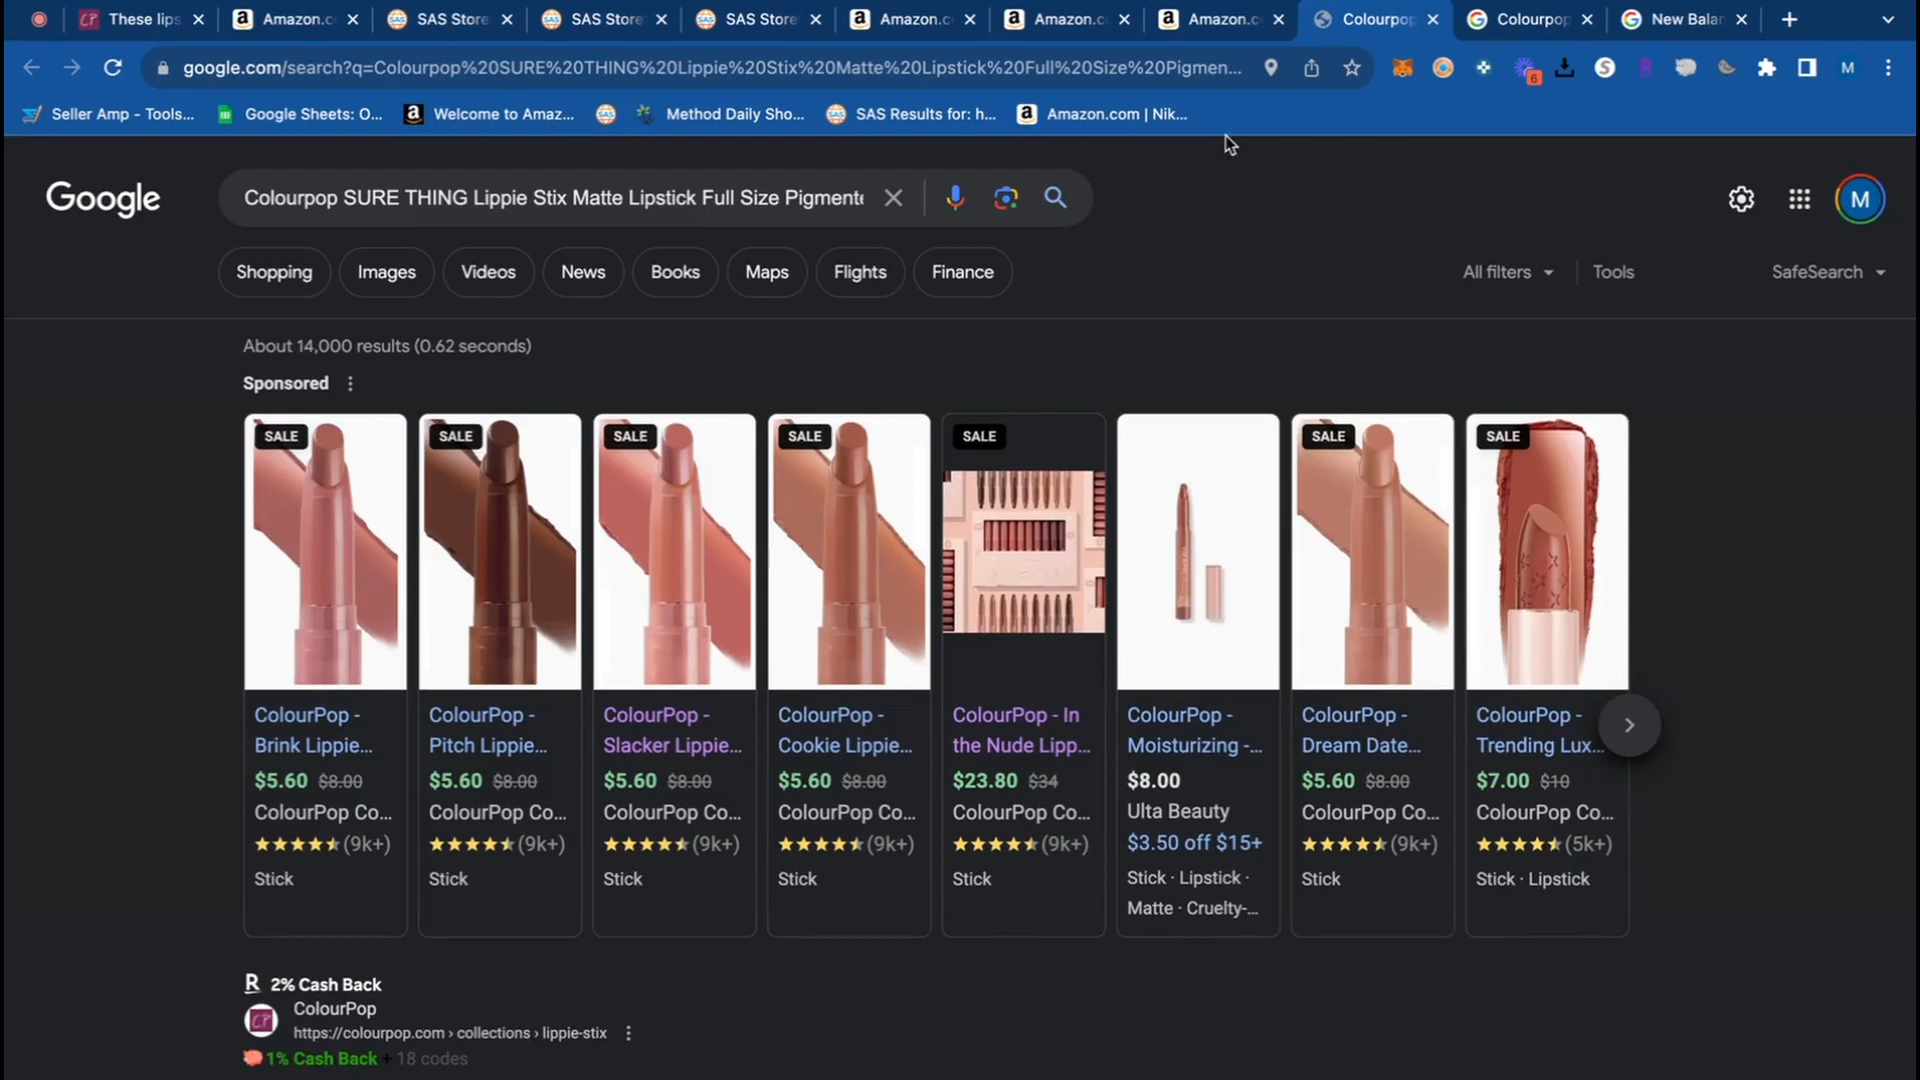 These lips
Amazon.c
SAS Store
SAS Store
SAS Store
Amazon.c
Amazon.c
Amazon.c
Colourpop
Colourpop
New Balan
google.com/search?q=Colourpop%20SURE%20THING%20Lippie%20Stix%20Matte%20Lipstick%20Full%20Size%20Pigmen...
6
M
Seller Amp - Tools...
Google Sheets: O...
Welcome to Amaz...
SAS
Method Daily Sho...
SAS Results for: h...
Amazon.com | Nik...
Google
Colourpop SURE THING Lippie Stix Matte Lipstick Full Size Pigmente
M
Shopping
Images
Videos
News
Books
Maps
Flights
Finance
All filters
Tools
SafeSearch
About 14,000 results (0.62 seconds)
Sponsored
SALE
ColourPop -
Brink Lippie...
$5.60 $8.00
ColourPop Co...
(9k+)
Stick
SALE
ColourPop -
Pitch Lippie...
$5.60 $8.00
ColourPop Co...
(9k+)
Stick
SALE
ColourPop -
Slacker Lippie...
$5.60 $8.00
ColourPop Co...
(9k+)
Stick
SALE
ColourPop -
Cookie Lippie...
$5.60 $8.00
ColourPop Co...
(9k+)
Stick
SALE
ColourPop - In
the Nude Lipp...
$23.80 $34
ColourPop Co...
(9k+)
Stick
ColourPop -
Moisturizing -...
$8.00
Ulta Beauty
$3.50 off $15+
Stick · Lipstick ·
Matte · Cruelty-...
SALE
ColourPop -
Dream Date...
$5.60 $8.00
ColourPop Co...
(9k+)
Stick
SALE
ColourPop -
Trending Lux...
$7.00 $10
ColourPop Co...
(5k+)
Stick · Lipstick
R 2% Cash Back
CP
ColourPop
https://colourpop.com › collections › lippie-stix
1% Cash Back + 18 codes